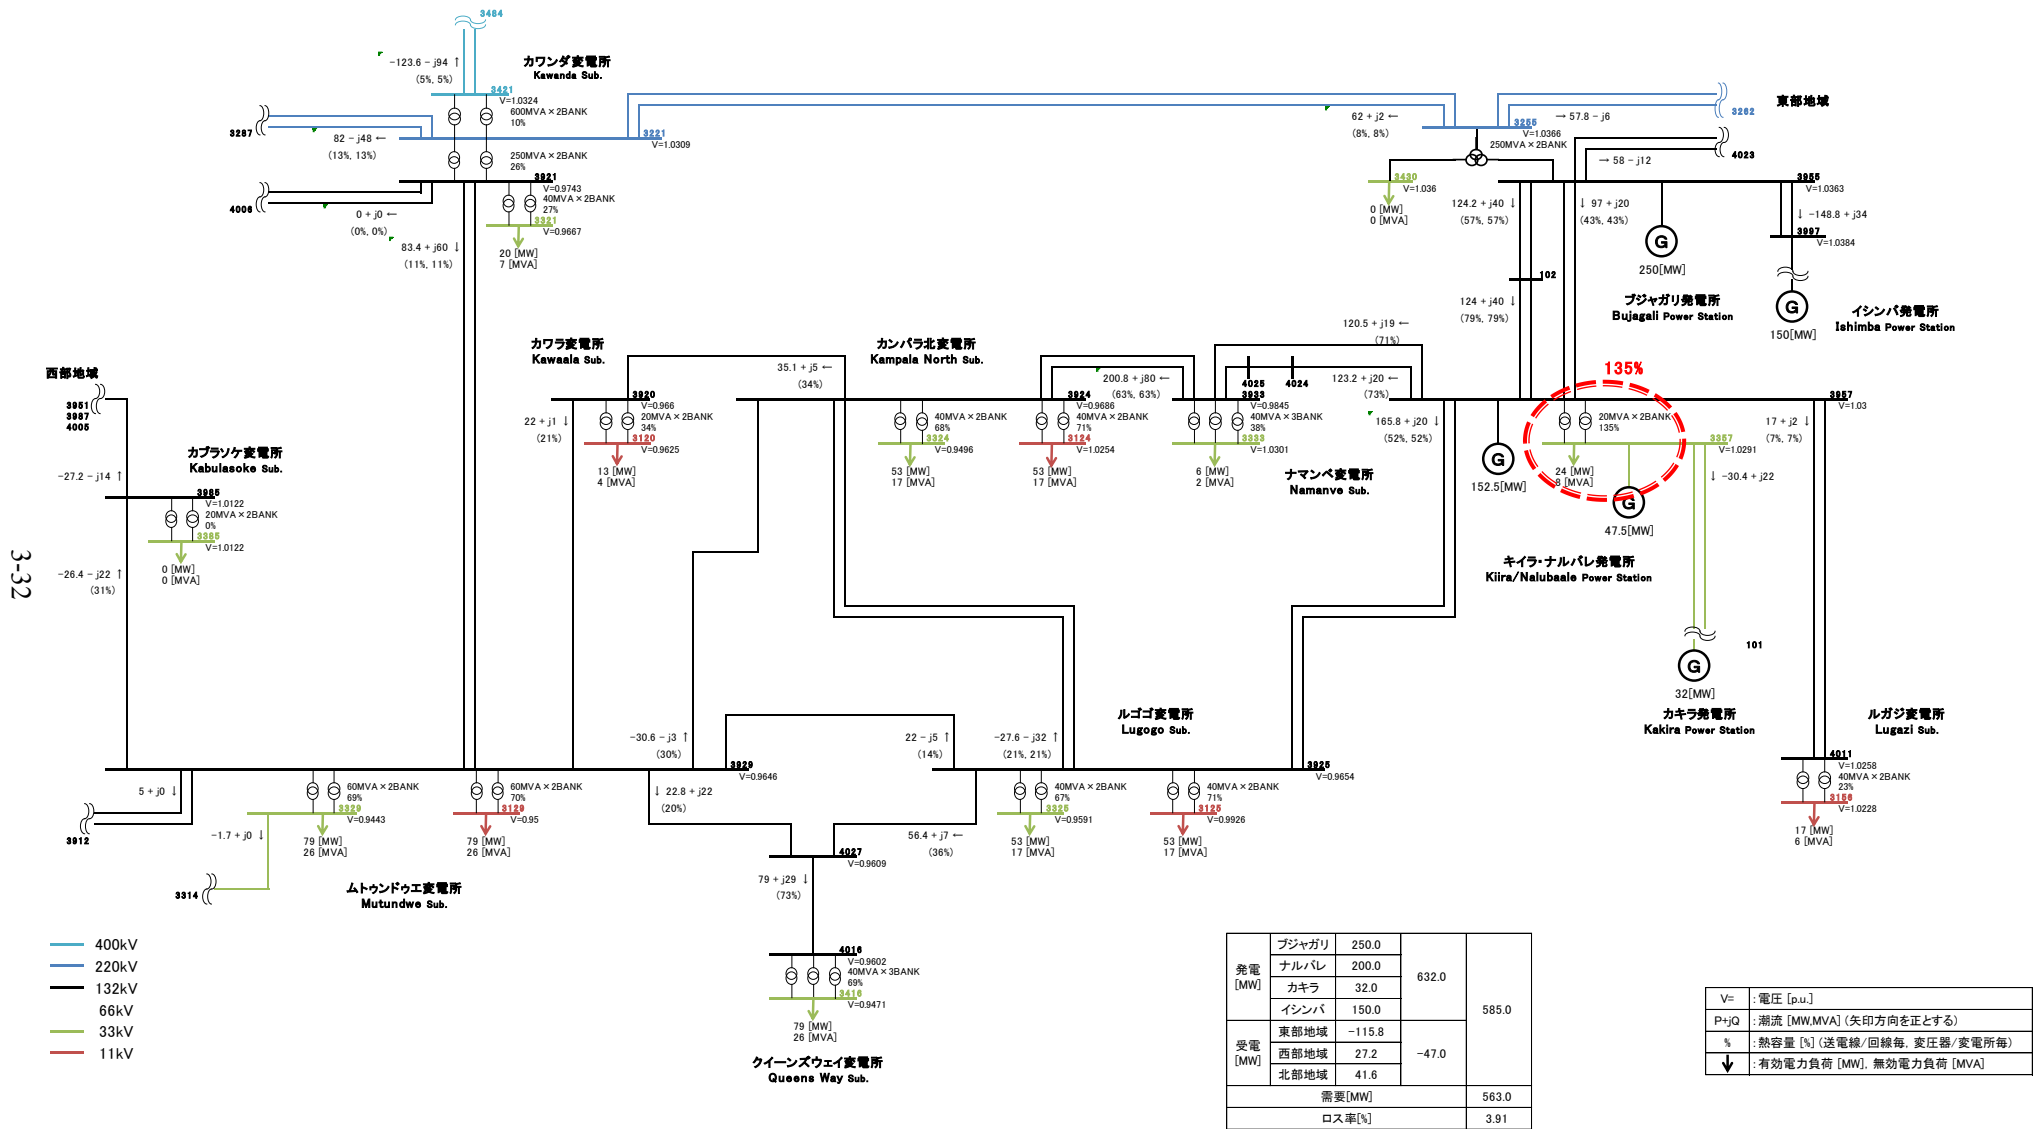 3464
-123.6 - j94 ↑
(5%, 5%)
カワンダ変電所
Kawanda Sub.
3421
V=1.0324
600MVA×2BANK
10%
3287
82 - j48 ←
(13%, 13%)
3221
V=1.0309
250MVA×2BANK
26%
3921
V=0.9743
40MVA×2BANK
27%
4006
0 + j0 ←
(0%, 0%)
3321
V=0.9667
83.4 + j60 ↓
(11%, 11%)
20 [MW]
7 [MVA]
62 + j2 ←
(8%, 8%)
→ 57.8 - j6
3255
V=1.0366
250MVA×2BANK
3262
東部地域
4023
→ 58 - j12
3430
V=1.036
0 [MW]
0 [MVA]
3955
V=1.0363
124.2 + j40 ↓
(57%, 57%)
↓ 97 + j20
(43%, 43%)
↓ -148.8 + j34
3997
V=1.0384
G
250[MW]
ブジャガリ発電所
Bujagali Power Station
G
150[MW]
イシンバ発電所
Ishimba Power Station
102
124 + j40 ↓
(79%, 79%)
カワラ変電所
Kawaala Sub.
カンパラ北変電所
Kampala North Sub.
120.5 + j19 ←
(71%)
35.1 + j5 ←
(34%)
200.8 + j80 ←
(63%, 63%)
4025
4024
123.2 + j20 ←
(73%)
135%
西部地域
3951
3987
4005
3920
V=0.966
20MVA×2BANK
34%
3120
V=0.9625
22 + j1 ↓
(21%)
13 [MW]
4 [MVA]
40MVA×2BANK
68%
3324
V=0.9496
53 [MW]
17 [MVA]
3924
V=0.9686
40MVA×2BANK
71%
3124
V=1.0254
53 [MW]
17 [MVA]
3933
V=0.9845
40MVA×3BANK
38%
3333
V=1.0301
6 [MW]
2 [MVA]
ナマンベ変電所
Namanve Sub.
165.8 + j20 ↓
(52%, 52%)
3957
V=1.03
20MVA×2BANK
135%
3357
V=1.0291
17 + j2 ↓
(7%, 7%)
G
152.5[MW]
24 [MW]
8 [MVA]
G
47.5[MW]
↓ -30.4 + j22
キイラ・ナルバレ発電所
Kiira/Nalubaale Power Station
カブラソケ変電所
Kabulasoke Sub.
-27.2 - j14 ↑
3985
V=1.0122
20MVA×2BANK
0%
3385
V=1.0122
0 [MW]
0 [MVA]
-26.4 - j22 ↑
(31%)
3-32
101
G
32[MW]
カキラ発電所
Kakira Power Station
ルゴゴ変電所
Lugogo Sub.
ルガジ変電所
Lugazi Sub.
-30.6 - j3 ↑
(30%)
22 - j5 ↑
(14%)
-27.6 - j32 ↑
(21%, 21%)
3929
V=0.9646
3925
V=0.9654
4011
V=1.0258
40MVA×2BANK
23%
3156
V=1.0228
17 [MW]
6 [MVA]
5 + j0 ↓
3912
60MVA×2BANK
69%
3329
V=0.9443
-1.7 + j0 ↓
79 [MW]
26 [MVA]
60MVA×2BANK
70%
3129
V=0.95
79 [MW]
26 [MVA]
↓ 22.8 + j22
(20%)
40MVA×2BANK
67%
3325
V=0.9591
53 [MW]
17 [MVA]
40MVA×2BANK
71%
3125
V=0.9926
53 [MW]
17 [MVA]
56.4 + j7 ←
(36%)
4027
V=0.9609
3314
ムトゥンドゥエ変電所
Mutundwe Sub.
79 + j29 ↓
(73%)
4016
V=0.9602
40MVA×3BANK
69%
3416
V=0.9471
79 [MW]
26 [MVA]
クイーンズウェイ変電所
Queens Way Sub.
400kV
220kV
132kV
66kV
33kV
11kV
発電 [MW]
ブジャガリ 250.0
ナルバレ 200.0
カキラ 32.0
イシンバ 150.0
632.0
585.0
受電 [MW]
東部地域 -115.8
西部地域 27.2
北部地域 41.6
-47.0
需要[MW] 563.0
ロス率[%] 3.91
V= : 電圧 [p.u.]
P+jQ : 潮流 [MW,MVA] (矢印方向を正とする)
% : 熱容量 [%] (送電線/回線毎, 変圧器/変電所毎)
↓ : 有効電力負荷 [MW], 無効電力負荷 [MVA]